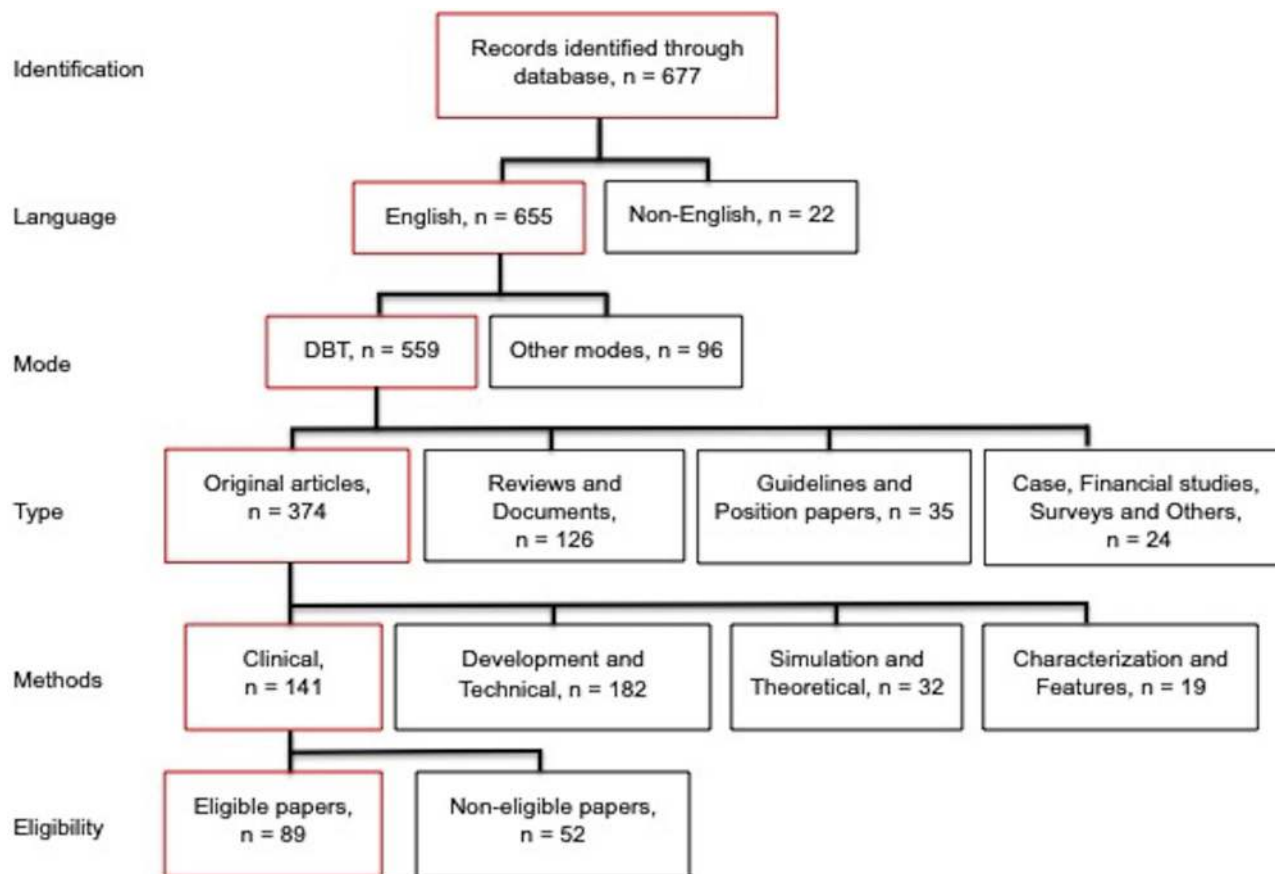 Identification
Records identified through
database, n = 677
Language
English, n = 655
Non-English, n = 22
Mode
DBT, n = 559
Other modes, n = 96
Type
Original articles,
n = 374
Reviews and
Documents,
n = 126
Guidelines and
Position papers, n = 35
Case, Financial studies,
Surveys and Others,
n = 24
Methods
Clinical,
n = 141
Development and
Technical, n = 182
Simulation and
Theoretical, n = 32
Characterization and
Features, n = 19
Eligibility
Eligible papers,
n = 89
Non-eligible papers,
n = 52